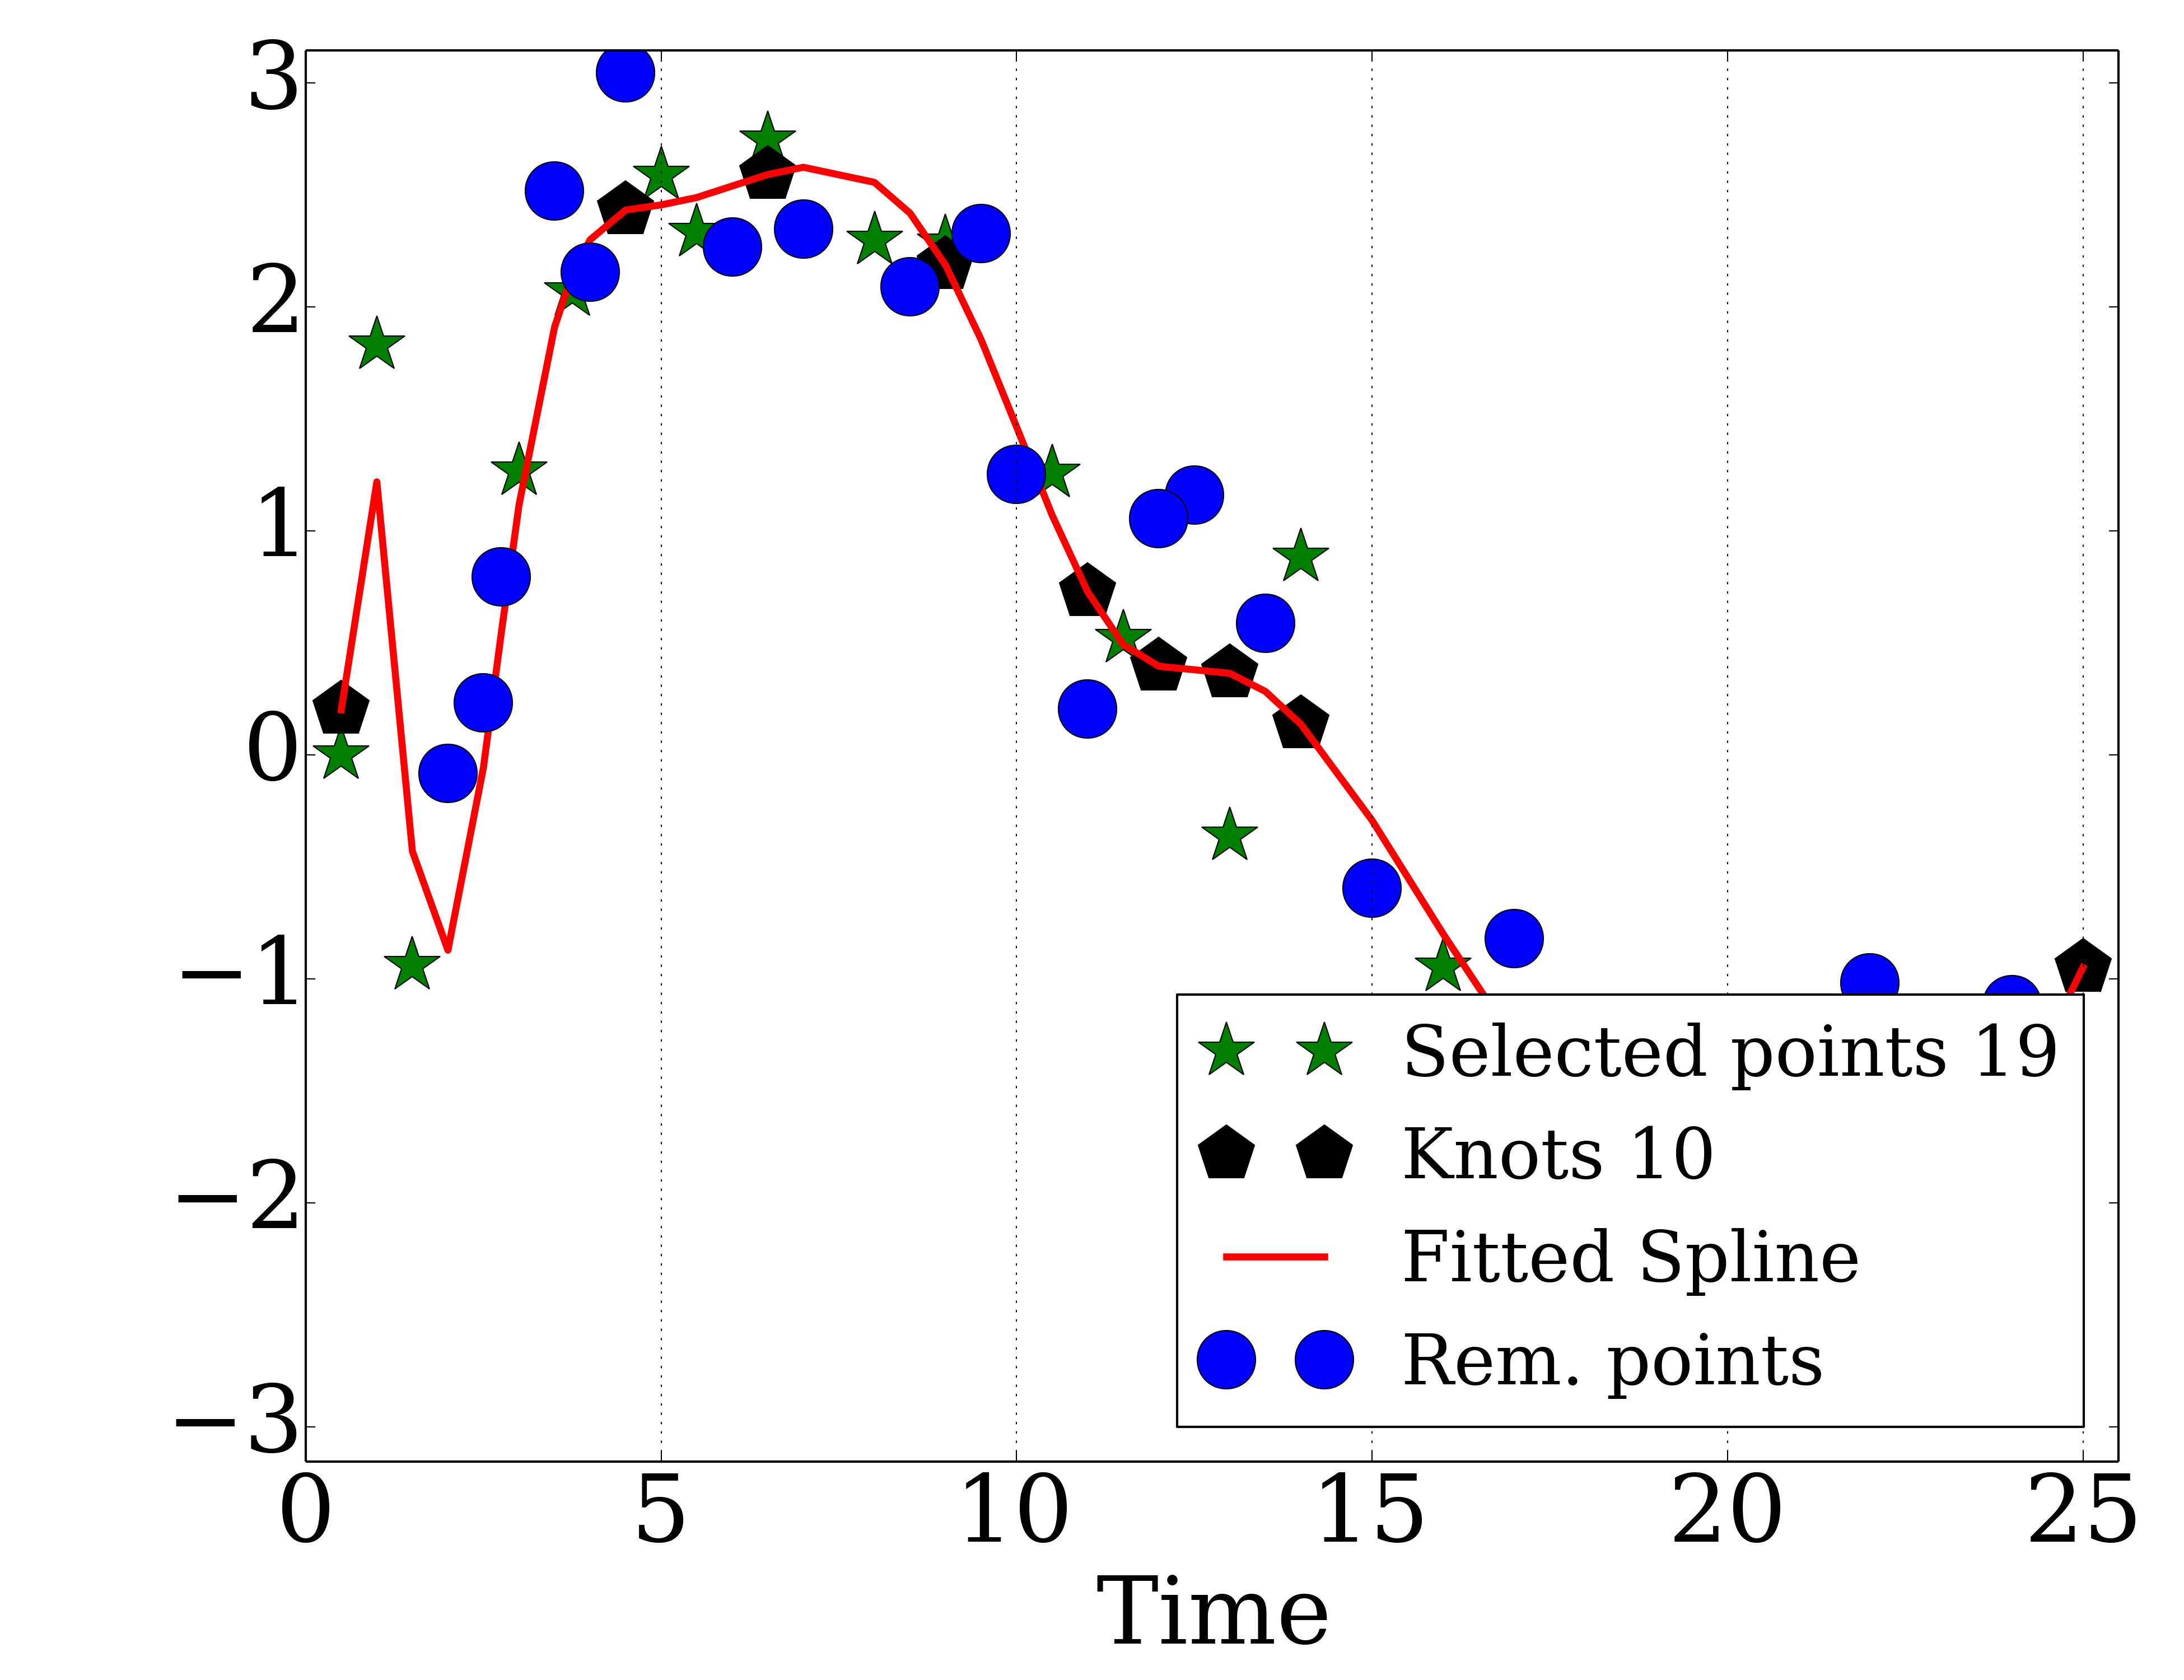 3
2
1
0
−1
−2
−3
Selected points 19
Knots 10
Fitted Spline
Rem. points
0 5 10 15 20 25
Time